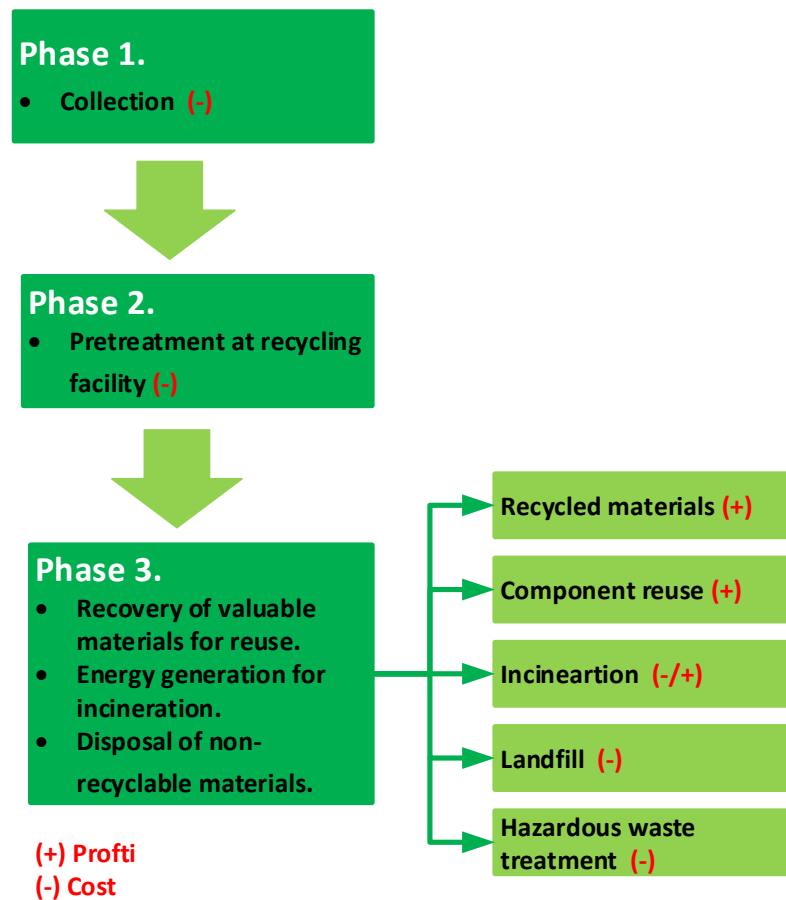 Phase 1.
• Collection (-)
Phase 2.
• Pretreatment at recycling
facility (-)
Phase 3.
• Recovery of valuable
materials for reuse.
• Energy generation for
incineration.
• Disposal of non-
recyclable materials.
Recycled materials (+)
Component reuse (+)
Incineartion (-/+)
Landfill (-)
Hazardous waste
treatment (-)
(+) Profti
(-) Cost